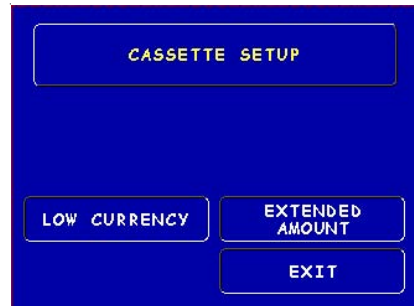 CASSETTE SETUP
LOW CURRENCY
EXTENDED
AMOUNT
EXIT